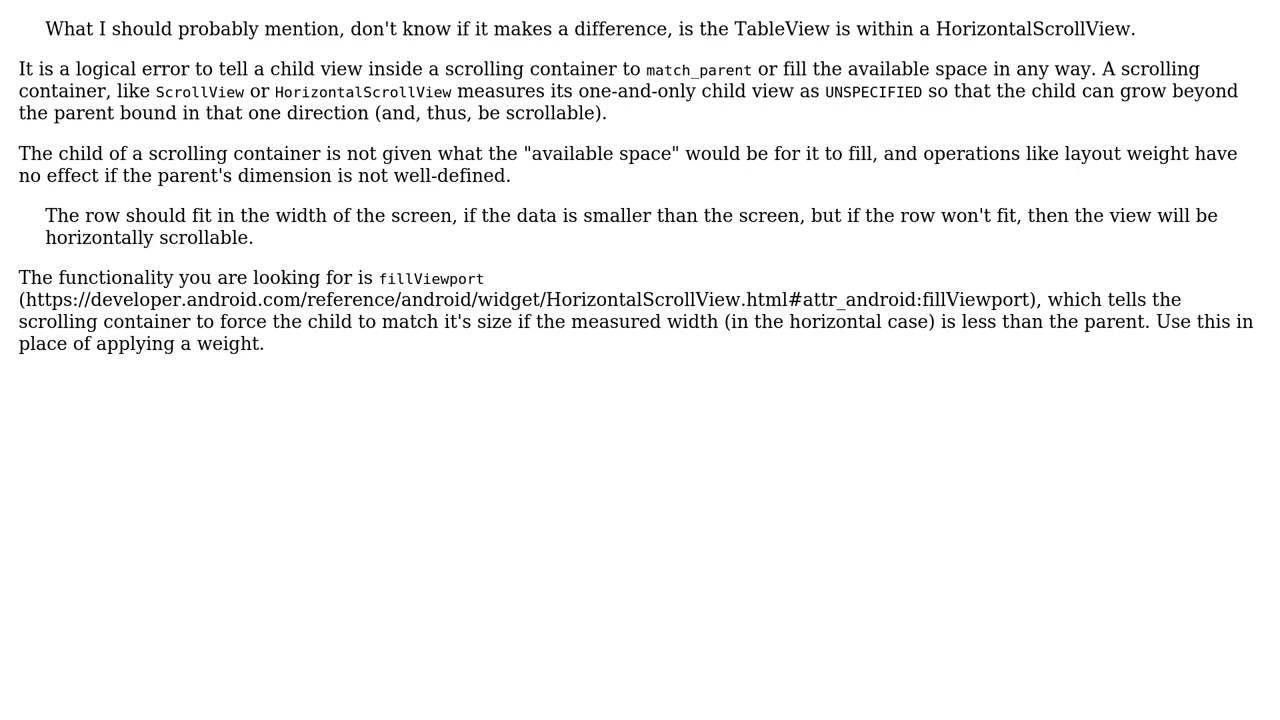 What I should probably mention, don't know if it makes a difference, is the TableView is within a HorizontalScrollView.
It is a logical error to tell a child view inside a scrolling container to match_parent or fill the available space in any way. A scrolling
container, like ScrollView or HorizontalScrollView measures its one-and-only child view as UNSPECIFIED so that the child can grow beyond
the parent bound in that one direction (and, thus, be scrollable).
The child of a scrolling container is not given what the "available space" would be for it to fill, and operations like layout weight have
no effect if the parent's dimension is not well-defined.
The row should fit in the width of the screen, if the data is smaller than the screen, but if the row won't fit, then the view will be
horizontally scrollable.
The functionality you are looking for is fillViewport
(https://developer.android.com/reference/android/widget/HorizontalScrollView.html#attr_android:fillViewport), which tells the
scrolling container to force the child to match it's size if the measured width (in the horizontal case) is less than the parent. Use this in
place of applying a weight.